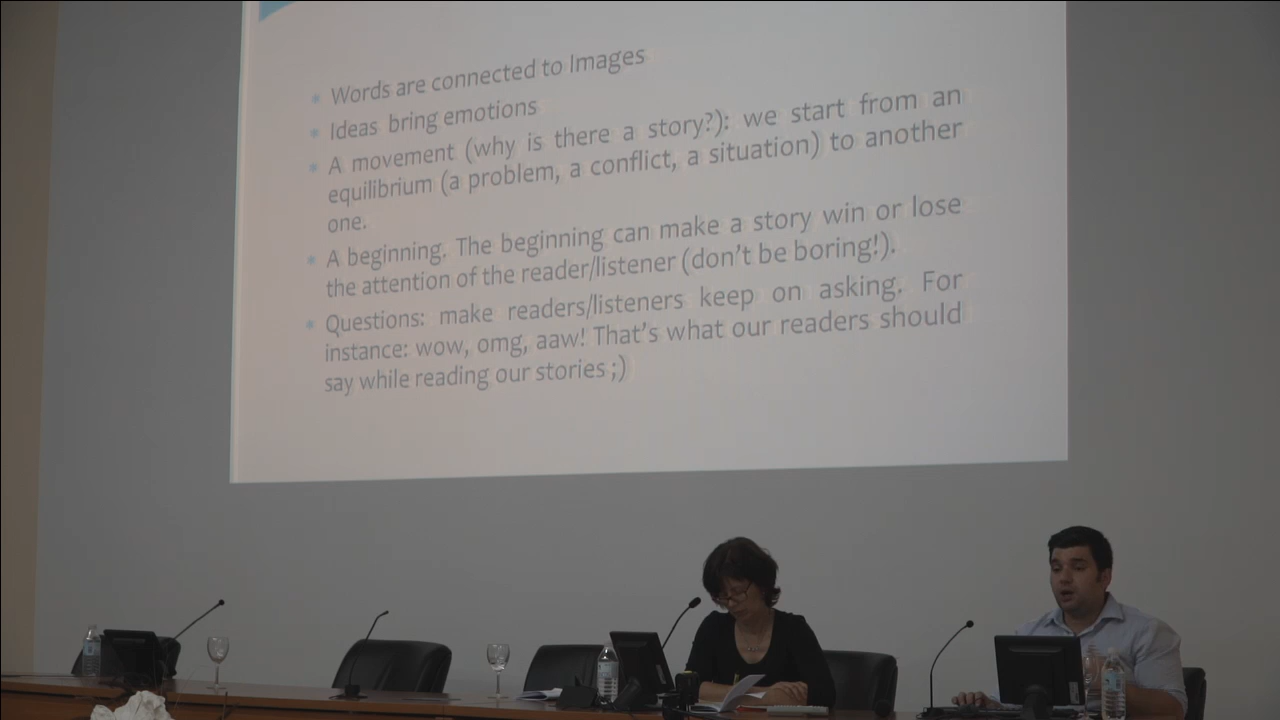 * Words are connected to Images
* Ideas bring emotions
* A movement (why is there a story?): we start from an
equilibrium (a problem, a conflict, a situation) to another
one.
* A beginning. The beginning can make a story win or lose
the attention of the reader/listener (don't be boring!).
* Questions: make readers/listeners keep on asking. For
instance: wow, omg, aaw! That's what our readers should
say while reading our stories ;)